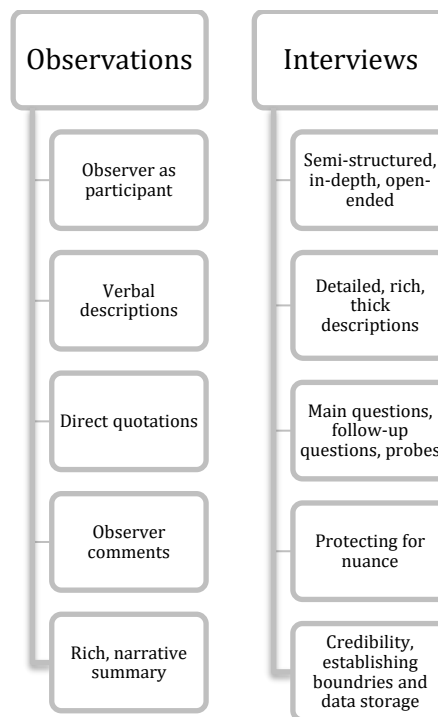 Observations
Observer as
participant
Verbal
descriptions
Direct quotations
Observer
comments
Rich, narrative
summary
Interviews
Semi-structured,
in-depth, open-
ended
Detailed, rich,
thick
descriptions
Main questions,
follow-up
questions, probes
Protecting for
nuance
Credibility,
establishing
boundries and
data storage